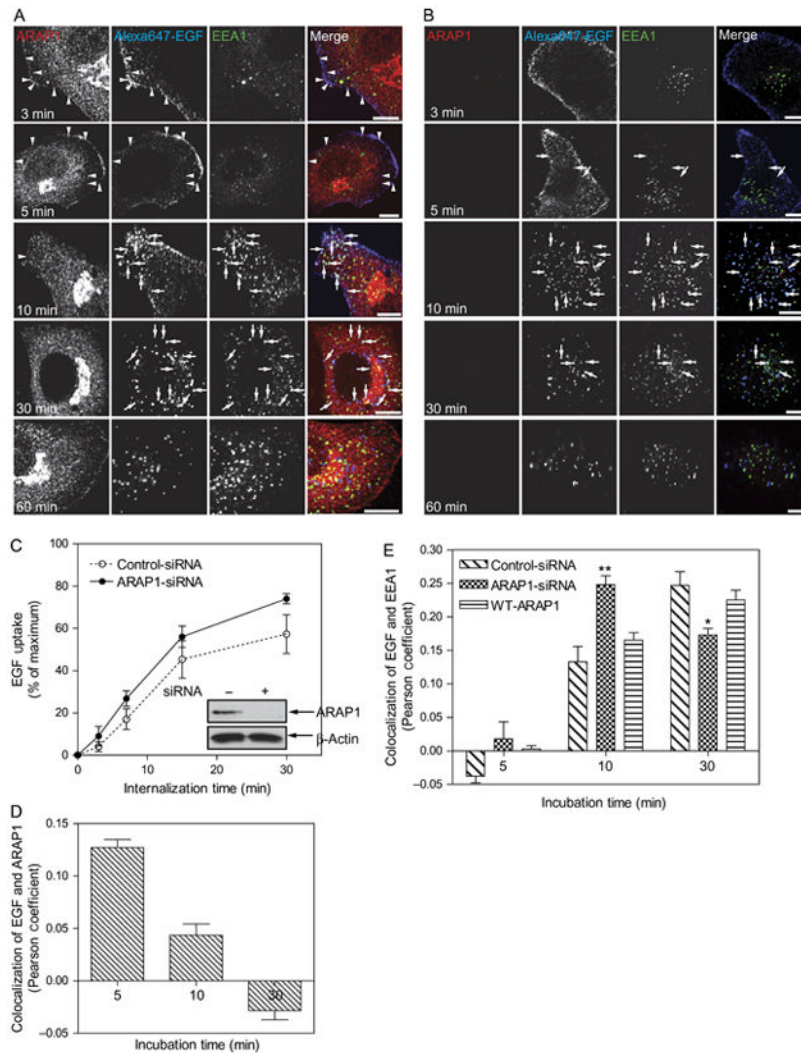 A
ARAP1 Alexa647-EGF EEA1 Merge
3 min
5 min
10 min
30 min
60 min
B
ARAP1 Alexa647-EGF EEA1 Merge
3 min
5 min
10 min
30 min
60 min
C
Control-siRNA
ARAP1-siRNA
EGF uptake
(% of maximum)
100
80
60
40
20
0
siRNA – +
ARAP1
β-Actin
0 10 20 30
Internalization time (min)
D
Colocalization of EGF and ARAP1
(Pearson coefficient)
0.15
0.10
0.05
0.00
–0.05
5 10 30
Incubation time (min)
E
Control-siRNA
ARAP1-siRNA
WT-ARAP1
Colocalization of EGF and EEA1
(Pearson coefficient)
0.30
0.25
0.20
0.15
0.10
0.05
0.00
–0.05
**
*
5 10 30
Incubation time (min)